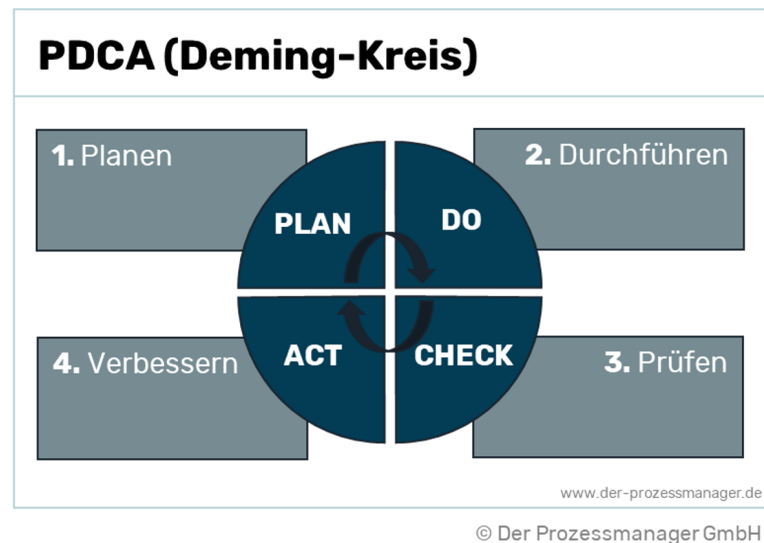 PDCA (Deming-Kreis)
1. Planen
2. Durchführen
PLAN
DO
ACT
CHECK
4. Verbessern
3. Prüfen
www.der-prozessmanager.de
© Der Prozessmanager GmbH